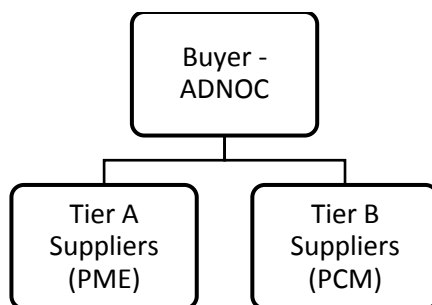 Buyer -
ADNOC
Tier A
Suppliers
(PME)
Tier B
Suppliers
(PCM)